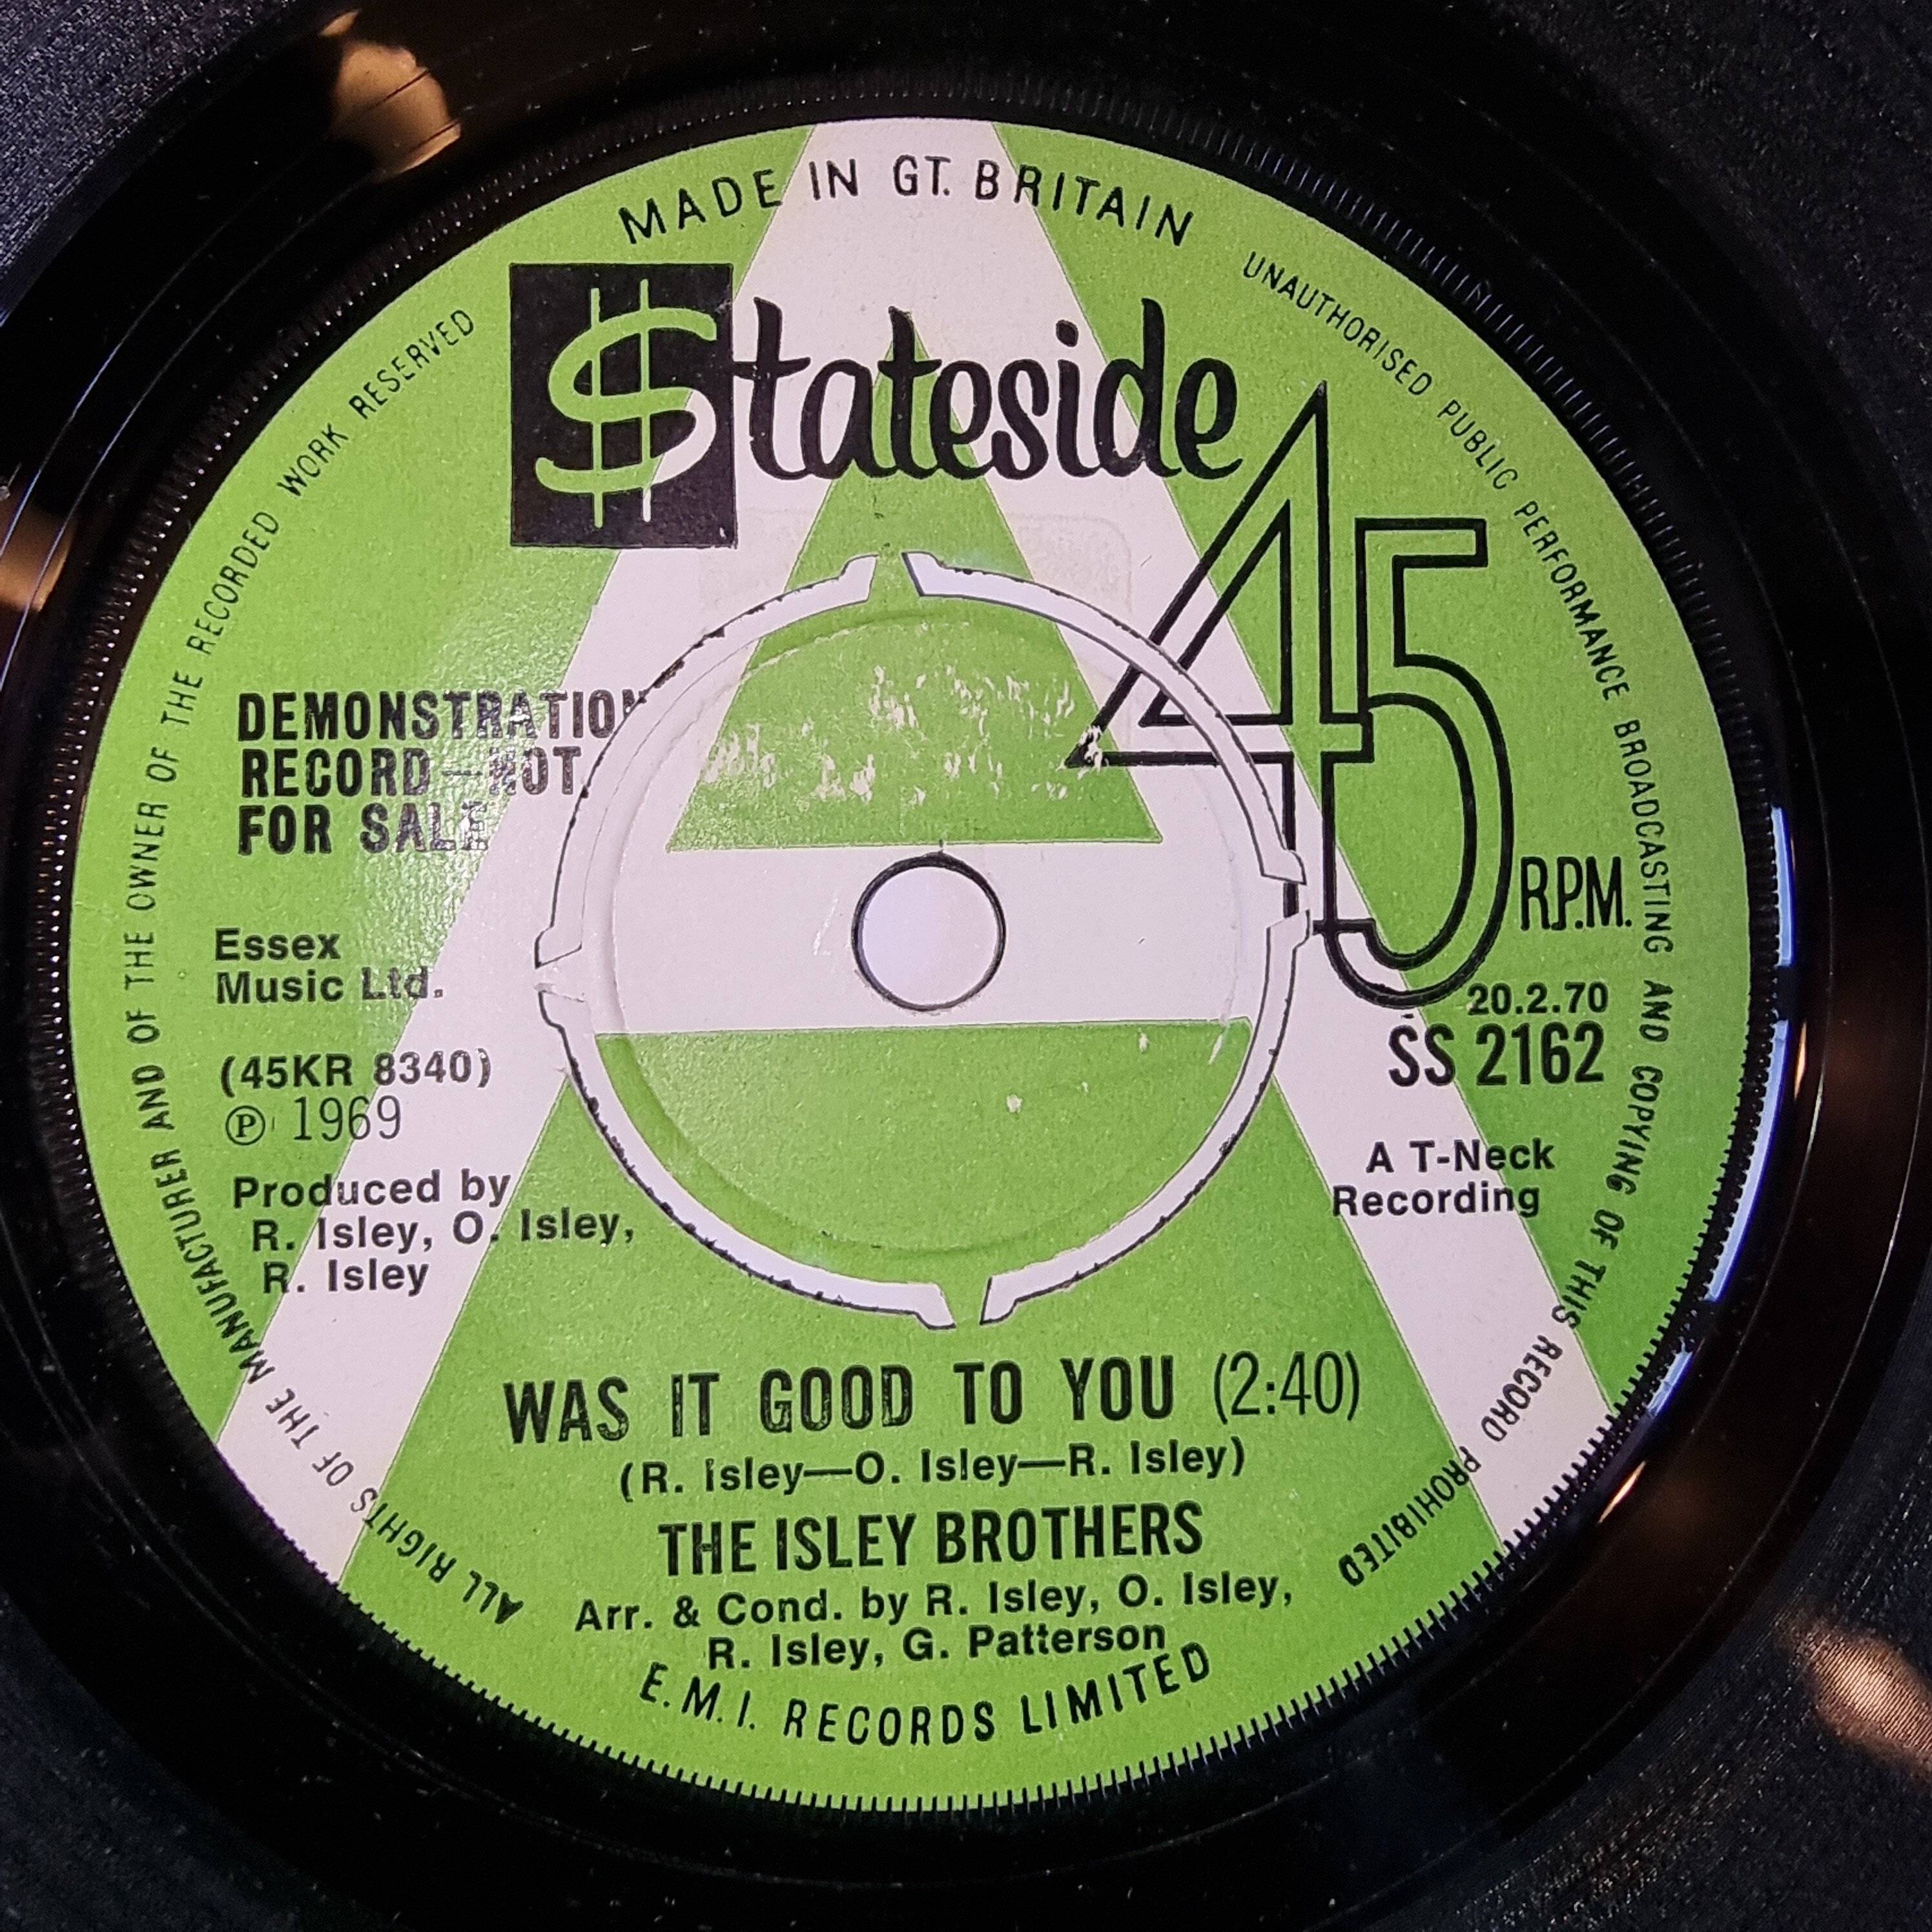 MADE IN GT. BRITAIN
UNAUTHORISED PUBLIC PERFORMANCE BROADCASTING AND COPYING OF THIS RECORD PROHIBITED
ALL RIGHTS OF THE MANUFACTURER AND OF THE OWNER OF THE RECORDED WORK RESERVED
$tateside
45
R.P.M.
DEMONSTRATION
RECORD—NOT
FOR SALE
Essex
Music Ltd.
(45KR 8340)
℗ 1969
Produced by
R. Isley, O. Isley,
R. Isley
20.2.70
SS 2162
A T-Neck
Recording
WAS IT GOOD TO YOU (2:40)
(R. Isley—O. Isley—R. Isley)
THE ISLEY BROTHERS
Arr. & Cond. by R. Isley, O. Isley,
R. Isley, G. Patterson
E.M.I. RECORDS LIMITED